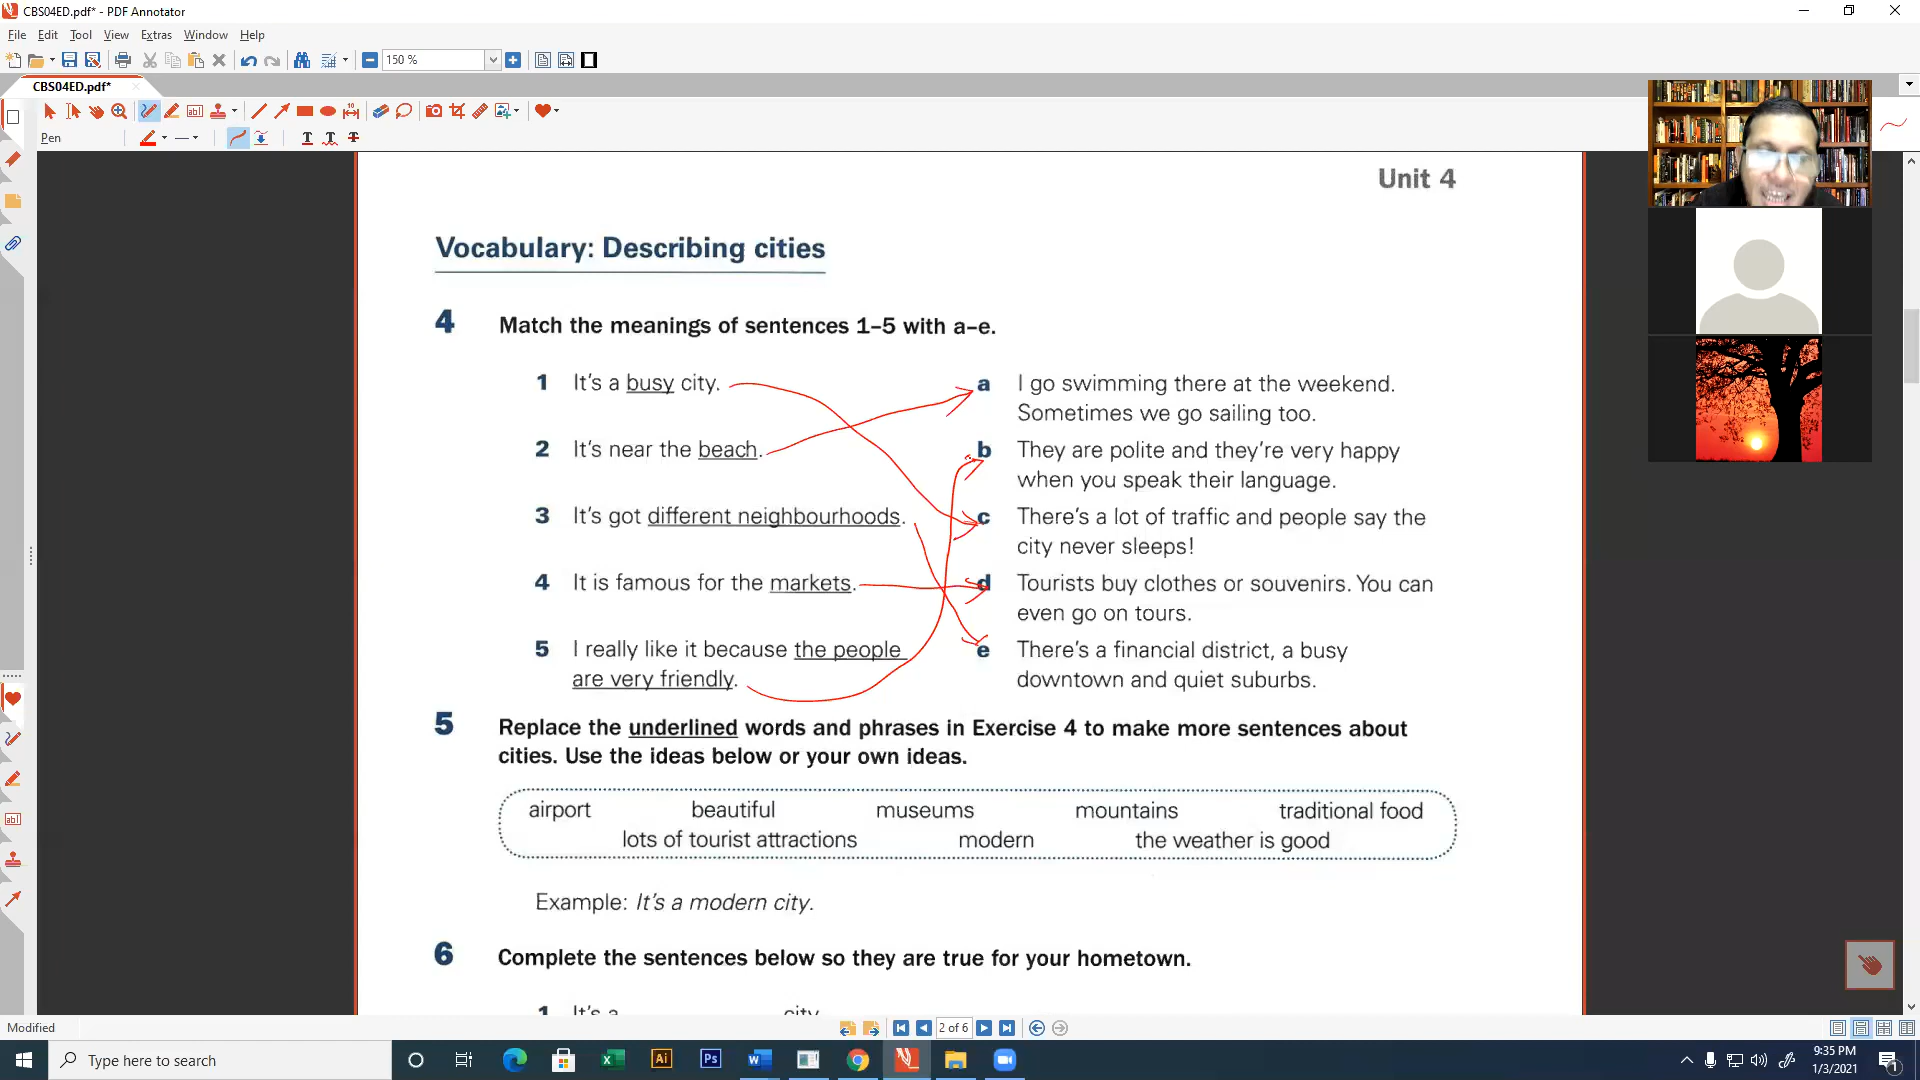 CBS04ED.pdf* - PDF Annotator
File Edit Tool View Extras Window Help
150 %
CBS04ED.pdf*
Pen
Unit 4
Vocabulary: Describing cities
4 Match the meanings of sentences 1–5 with a–e.
1 It's a busy city.
2 It's near the beach.
3 It's got different neighbourhoods.
4 It is famous for the markets.
5 I really like it because the people
are very friendly.
a I go swimming there at the weekend.
Sometimes we go sailing too.
b They are polite and they're very happy
when you speak their language.
c There's a lot of traffic and people say the
city never sleeps!
d Tourists buy clothes or souvenirs. You can
even go on tours.
e There's a financial district, a busy
downtown and quiet suburbs.
5 Replace the underlined words and phrases in Exercise 4 to make more sentences about
cities. Use the ideas below or your own ideas.
airport beautiful museums mountains traditional food
lots of tourist attractions modern the weather is good
Example: It's a modern city.
6 Complete the sentences below so they are true for your hometown.
1 It's a city
Modified
2 of 6
Type here to search
9:35 PM
1/3/2021